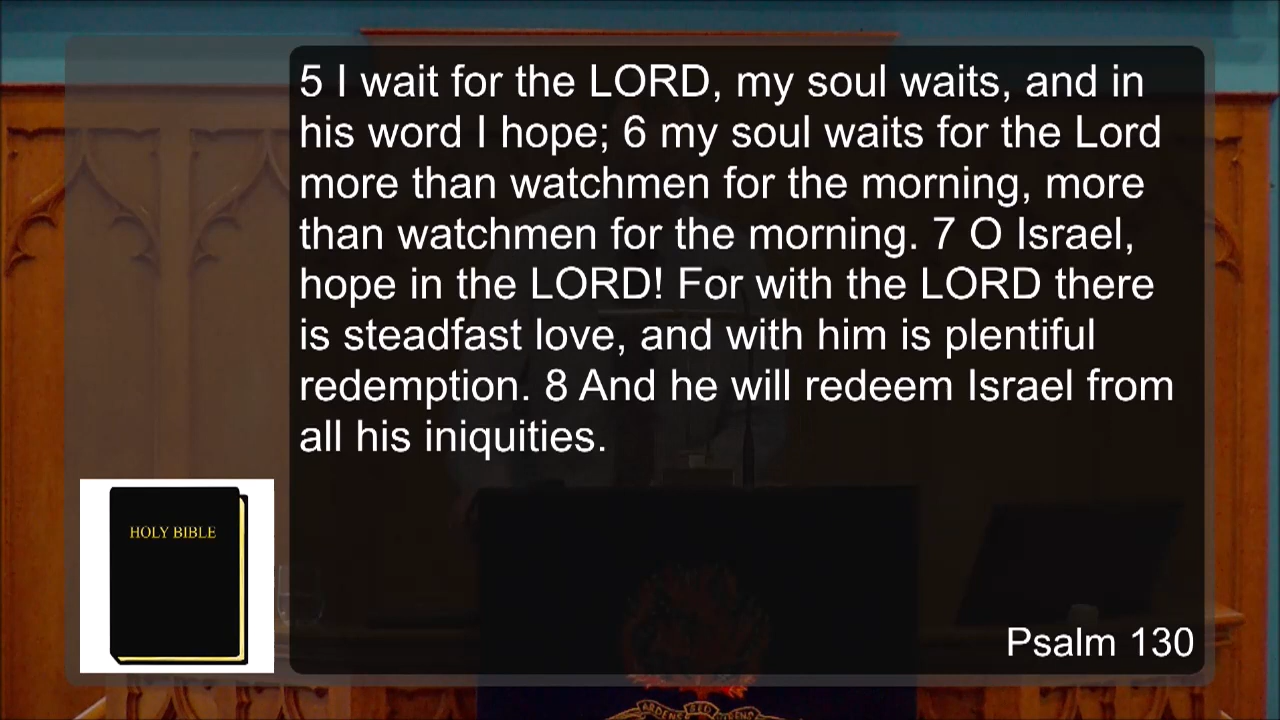 5 I wait for the LORD, my soul waits, and in
his word I hope; 6 my soul waits for the Lord
more than watchmen for the morning, more
than watchmen for the morning. 7 O Israel,
hope in the LORD! For with the LORD there
is steadfast love, and with him is plentiful
redemption. 8 And he will redeem Israel from
all his iniquities.
HOLY BIBLE
Psalm 130